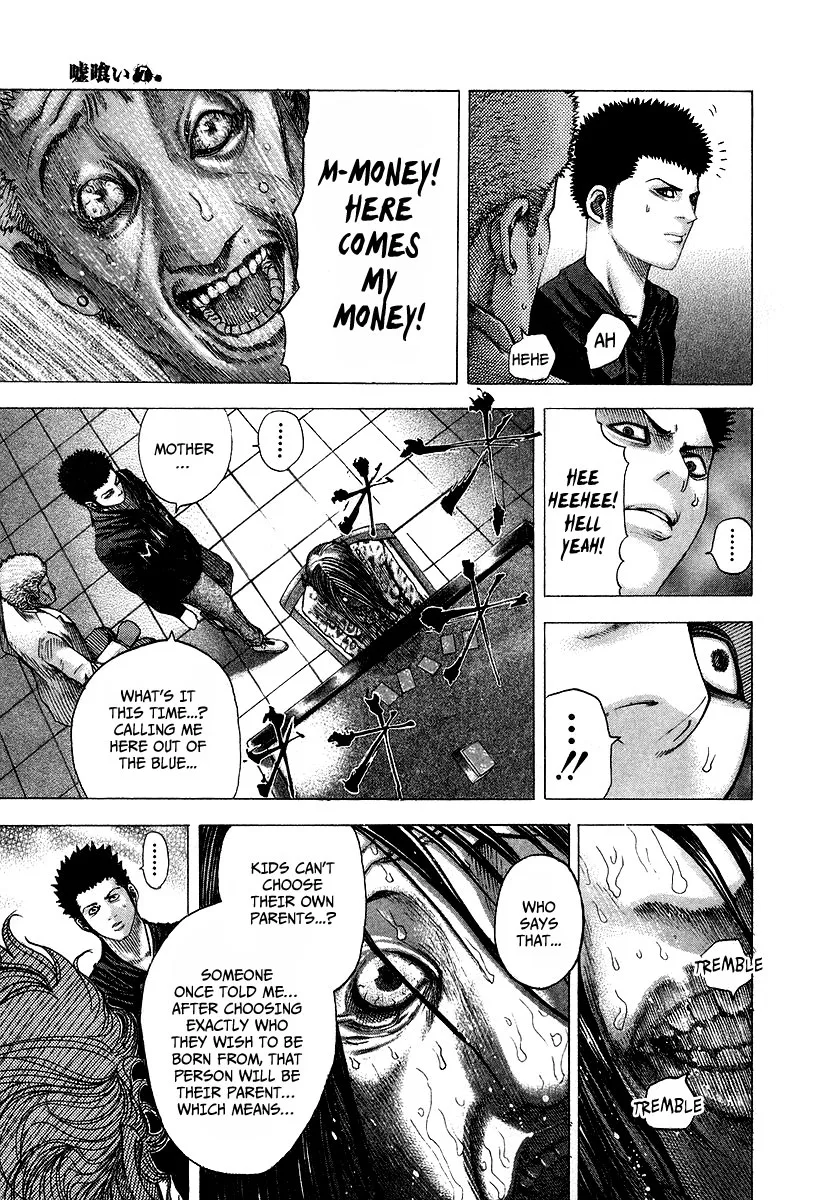 嘘喰い
HEHE
AH
M-MONEY!
HERE
COMES
MY
MONEY!
HEE
HEEHEE!
HELL
YEAH!
....
....
MOTHER
...
WHAT'S IT
THIS TIME...?
CALLING ME
HERE OUT OF
THE BLUE...
....!!
TREMBLE
TREMBLE
WHO
SAYS
THAT...
KIDS CAN'T
CHOOSE
THEIR OWN
PARENTS...?
SOMEONE
ONCE TOLD ME...
AFTER CHOOSING
EXACTLY WHO
THEY WISH TO BE
BORN FROM, THAT
PERSON WILL BE
THEIR PARENT...
WHICH MEANS...
....